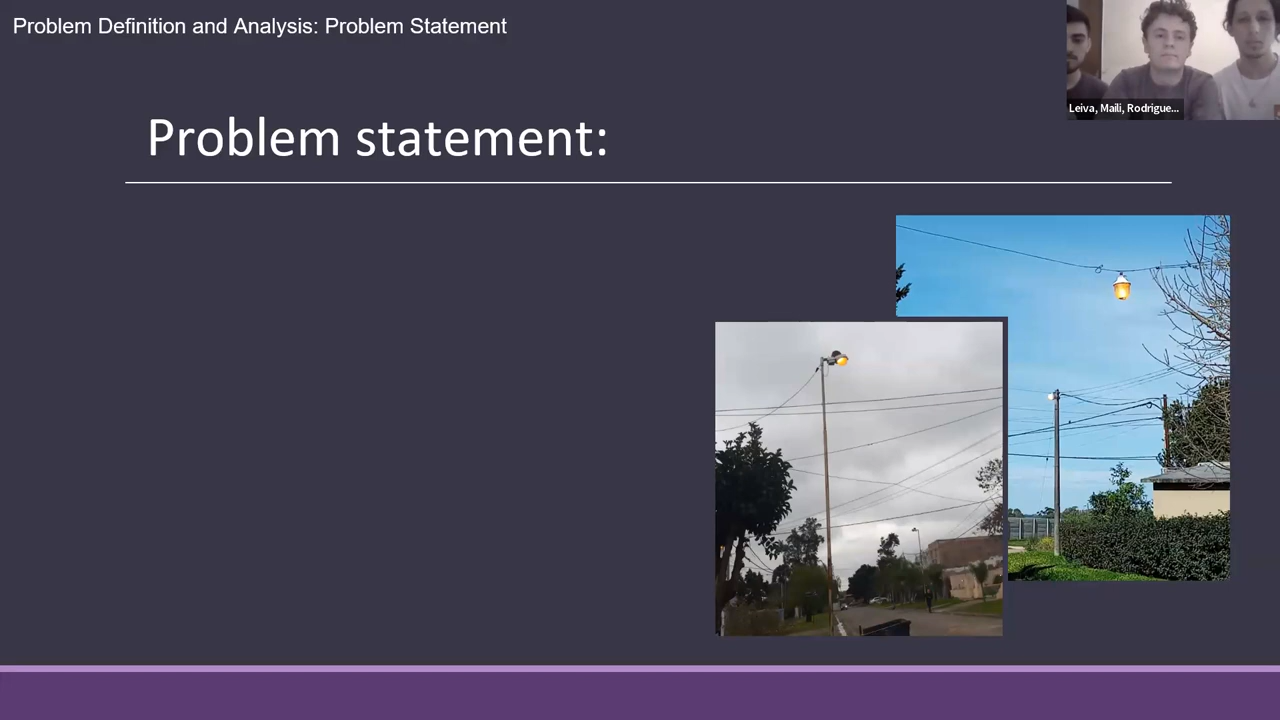 Problem Definition and Analysis: Problem Statement
Leiva, Maili, Rodrigue...
Problem statement: